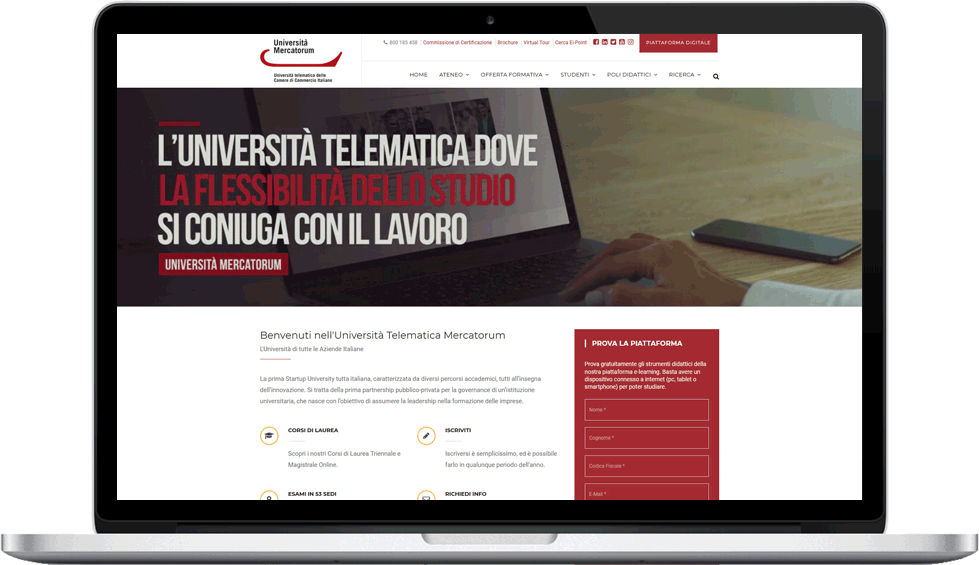 Università
Mercatorum
Università telematica delle
Camere di Commercio Italiane
800 185 408
Commissione di Certificazione
Brochure
Virtual Tour
Cerca Ei-Point
PIATTAFORMA DIGITALE
HOME
ATENEO
OFFERTA FORMATIVA
STUDENTI
POLI DIDATTICI
RICERCA
L'UNIVERSITÀ TELEMATICA DOVE
LA FLESSIBILITÀ DELLO STUDIO
SI CONIUGA CON IL LAVORO
UNIVERSITÀ MERCATORUM
Benvenuti nell'Università Telematica Mercatorum
L'Università di tutte le Aziende Italiane
La prima Startup University tutta italiana, caratterizzata da diversi percorsi accademici, tutti all'insegna
dell'innovazione. Si tratta della prima partnership pubblico-privata per la governance di un'istituzione
universitaria, che nasce con l'obiettivo di assumere la leadership nella formazione delle imprese.
CORSI DI LAUREA
Scopri i nostri Corsi di Laurea Triennale e
Magistrale Online.
ISCRIVITI
Iscriversi è semplicissimo, ed è possibile
farlo in qualunque periodo dell'anno.
ESAMI IN 53 SEDI
RICHIEDI INFO
PROVA LA PIATTAFORMA
Prova gratuitamente gli strumenti didattici della
nostra piattaforma e-learning. Basta avere un
dispositivo connesso a internet (pc, tablet o
smartphone) per poter studiare.
Nome *
Cognome *
Codice Fiscale *
E-Mail *